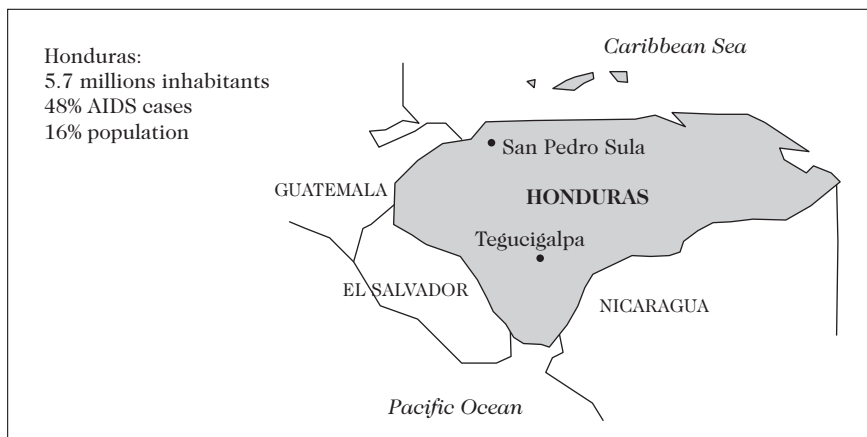 Honduras:
5.7 millions inhabitants
48% AIDS cases
16% population
Caribbean Sea
San Pedro Sula
GUATEMALA
HONDURAS
Tegucigalpa
EL SALVADOR
NICARAGUA
Pacific Ocean